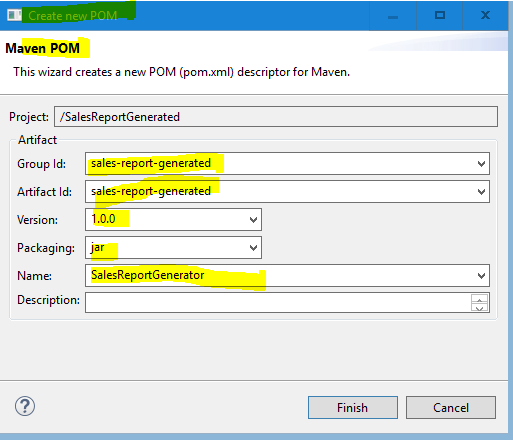 Create new POM
Maven POM
This wizard creates a new POM (pom.xml) descriptor for Maven.
Project: /SalesReportGenerated
Artifact
Group Id: sales-report-generated
Artifact Id: sales-report-generated
Version: 1.0.0
Packaging: jar
Name: SalesReportGenerator
Description:
? Finish Cancel